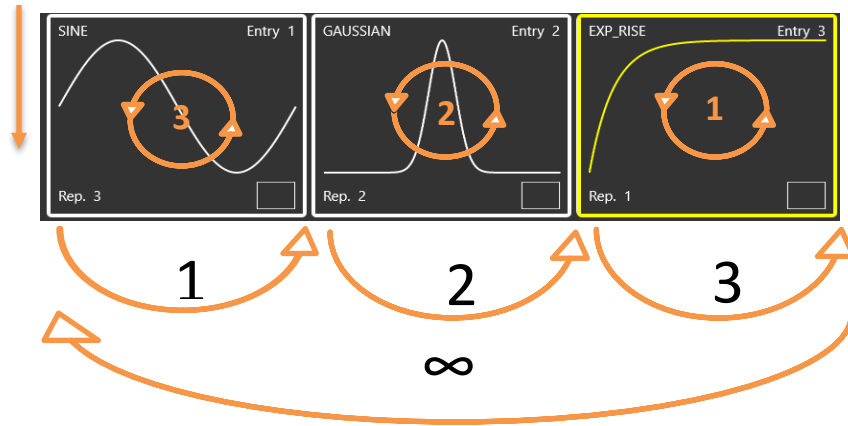 SINE Entry 1
GAUSSIAN Entry 2
EXP_RISE Entry 3
3
2
1
Rep. 3
Rep. 2
Rep. 1
1
2
3
∞